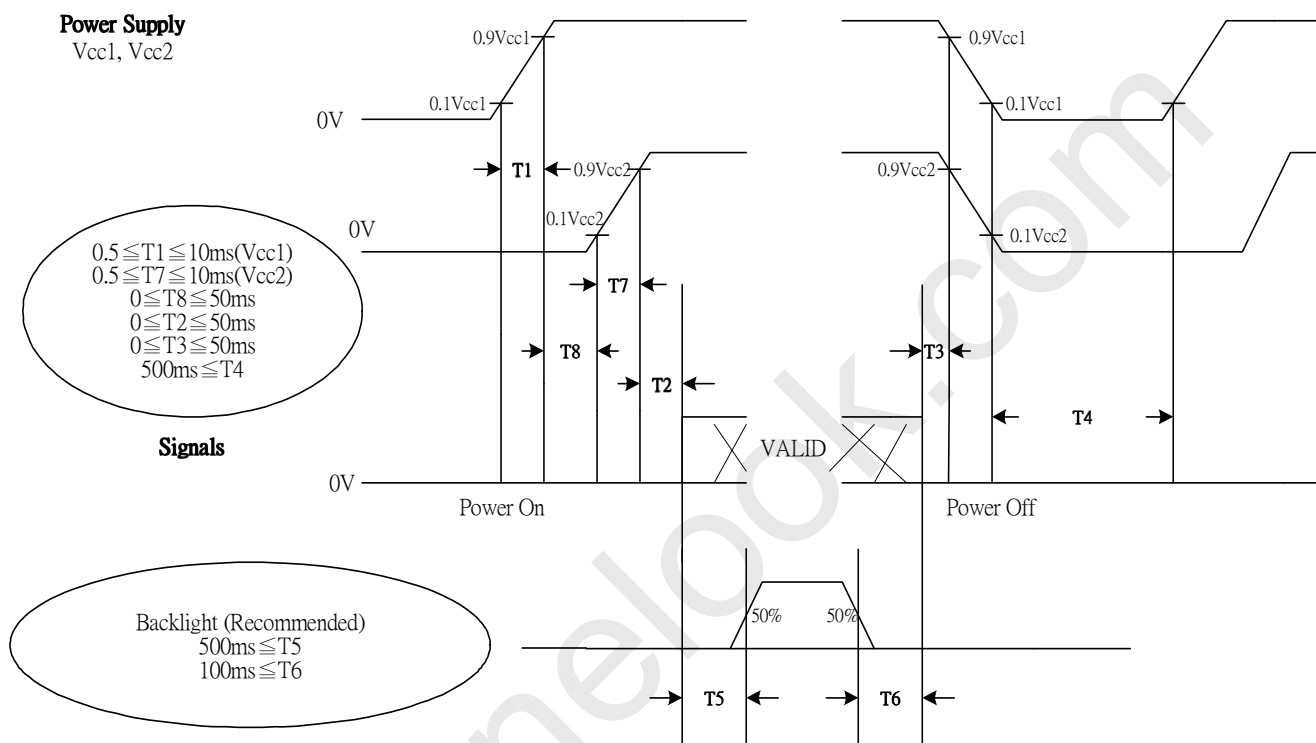 Power Supply
Vcc1, Vcc2
0.9Vcc1
0.9Vcc1
0.1Vcc1
0.1Vcc1
0V
T1
0.9Vcc2
0.9Vcc2
0.1Vcc2
0.1Vcc2
0V
0.5≦T1≦10ms(Vcc1)
0.5≦T7≦10ms(Vcc2)
0≦T8≦50ms
0≦T2≦50ms
0≦T3≦50ms
500ms≦T4
T7
T8
T3
T2
T4
Signals
VALID
0V
Power On
Power Off
Backlight (Recommended)
500ms≦T5
100ms≦T6
50%
50%
T5
T6
nelook.com